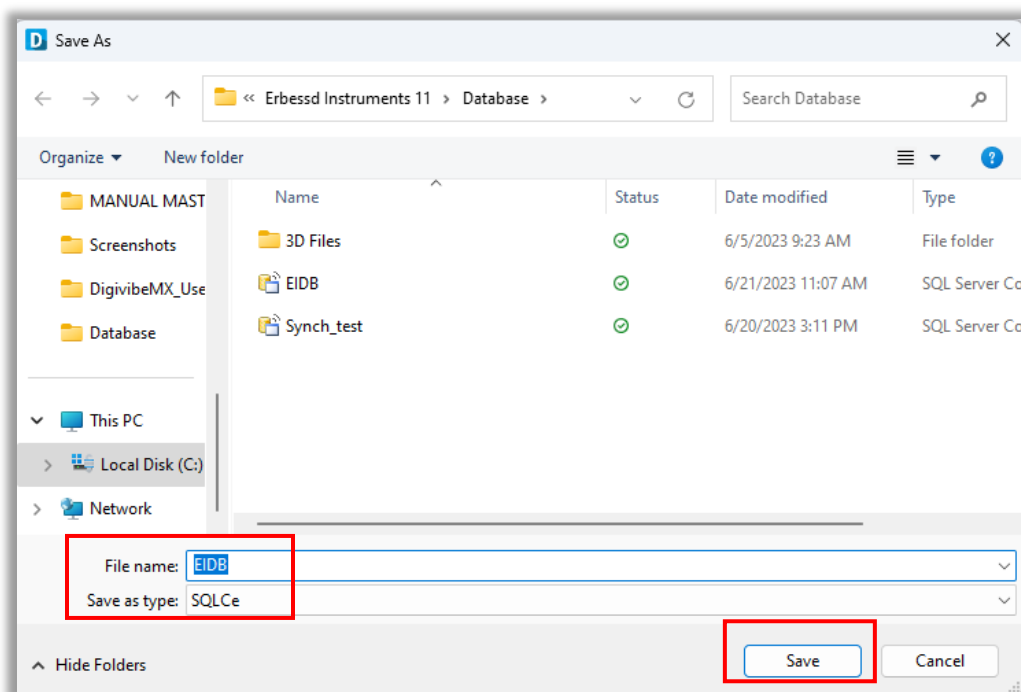 D Save As
« Erbessd Instruments 11 > Database >
Search Database
Organize
New folder
Name
Status
Date modified
Type
MANUAL MAST
Screenshots
DigivibeMX_Use
Database
This PC
Local Disk (C:)
Network
3D Files 6/5/2023 9:23 AM File folder
EIDB 6/21/2023 11:07 AM SQL Server Co
Synch_test 6/20/2023 3:11 PM SQL Server Co
File name: EIDB
Save as type: SQLCe
Hide Folders
Save
Cancel